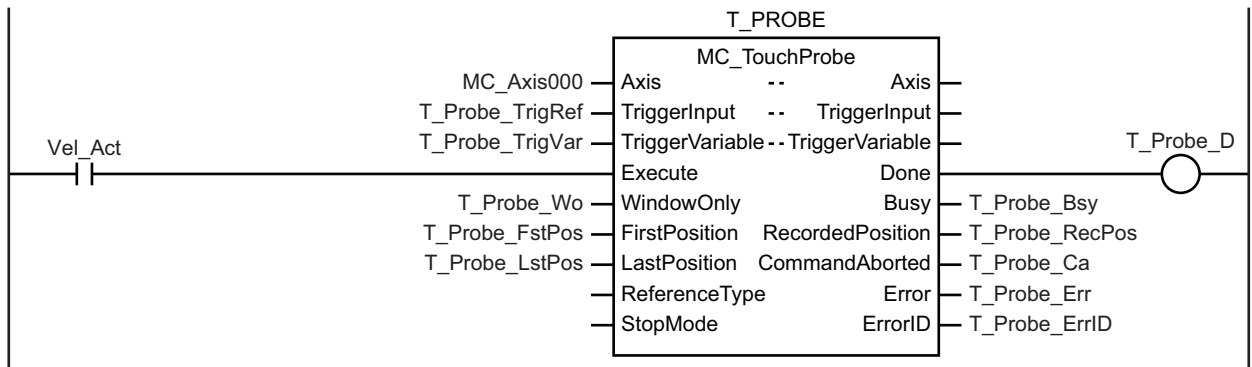 T_PROBE
MC_TouchProbe
MC_Axis000 Axis -- Axis
T_Probe_TrigRef TriggerInput -- TriggerInput
T_Probe_TrigVar TriggerVariable -- TriggerVariable
Vel_Act T_Probe_D
Execute Done
T_Probe_Wo WindowOnly Busy T_Probe_Bsy
T_Probe_FstPos FirstPosition RecordedPosition T_Probe_RecPos
T_Probe_LstPos LastPosition CommandAborted T_Probe_Ca
ReferenceType Error T_Probe_Err
StopMode ErrorID T_Probe_ErrID